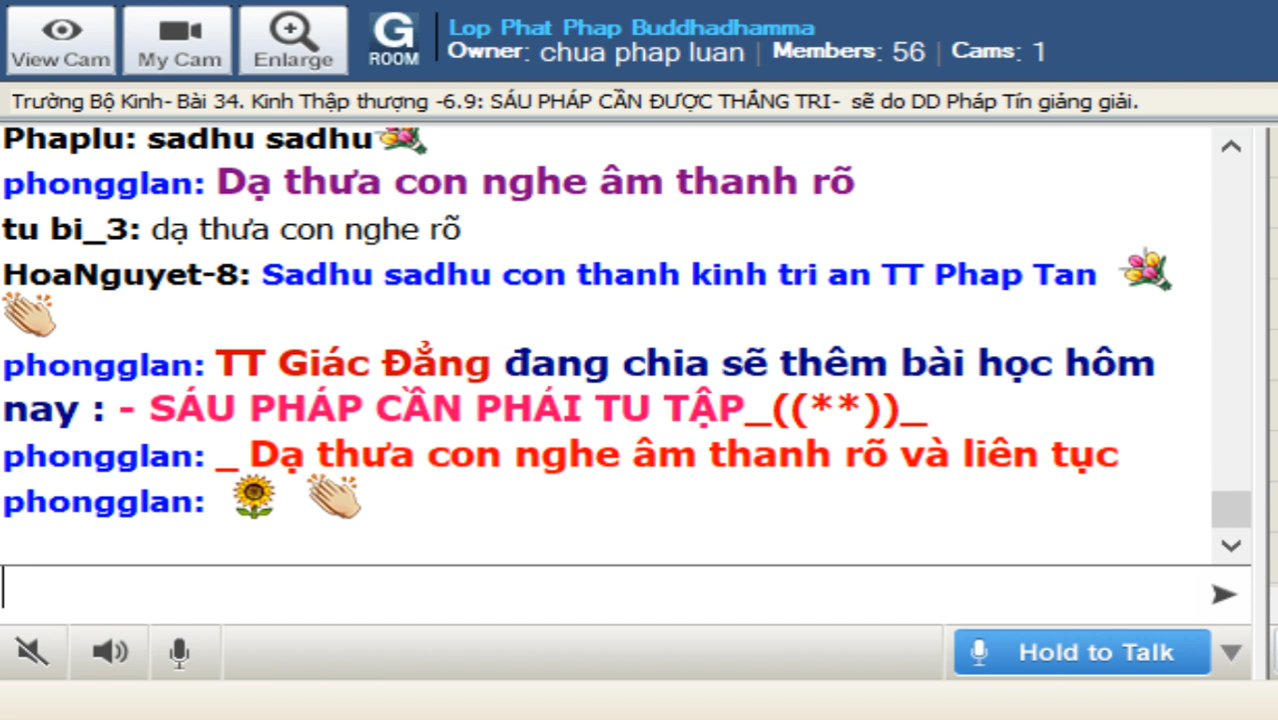 View Cam
My Cam
Enlarge
G
ROOM
Lop Phat Phap Buddhadhamma
Owner: chua phap luan | Members: 56 | Cams: 1
Trường Bộ Kinh- Bài 34. Kinh Thập thượng -6.9: SÁU PHÁP CẦN ĐƯỢC THẮNG TRI- sẽ do DD Pháp Tín giảng giải.
Phaplu: sadhu sadhu
phongglan: Dạ thưa con nghe âm thanh rõ
tu bi_3: dạ thưa con nghe rõ
HoaNguyet-8: Sadhu sadhu con thanh kinh tri an TT Phap Tan
phongglan: TT Giác Đẳng đang chia sẽ thêm bài học hôm
nay : - SÁU PHÁP CẦN PHÁI TU TẬP_((**))_
phongglan: _ Dạ thưa con nghe âm thanh rõ và liên tục
phongglan:
Hold to Talk